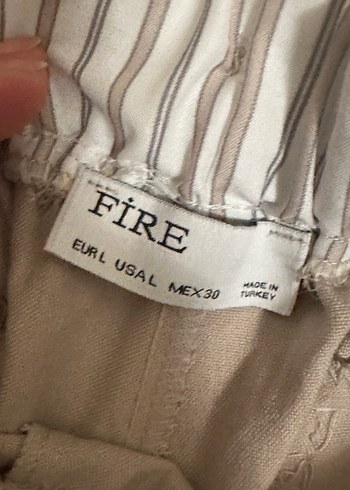 FİRE
EUR L USA L MEX 30
MADE IN
TURKEY